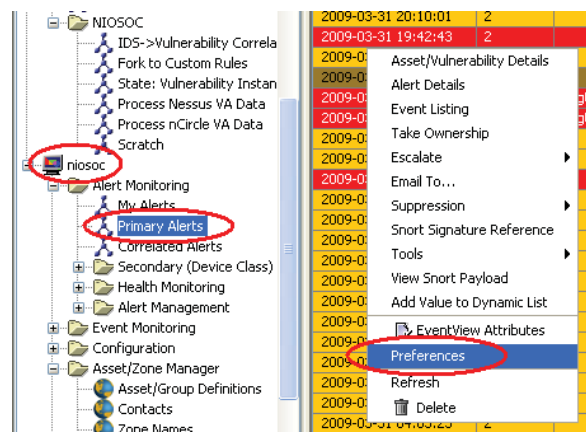 NIOSOC
IDS->Vulnerability Correla
Fork to Custom Rules
State: Vulnerability Instan
Process Nessus VA Data
Process nCircle VA Data
Scratch
niosoc
Alert Monitoring
My Alerts
Primary Alerts
Correlated Alerts
Secondary (Device Class)
Health Monitoring
Alert Management
Event Monitoring
Configuration
Asset/Zone Manager
Asset/Group Definitions
Contacts
Zone Names
2009-03-31 20:10:01 2
2009-03-31 19:42:43 2
Asset/Vulnerability Details
Alert Details
Event Listing
Take Ownership
Escalate
Email To...
Suppression
Snort Signature Reference
Tools
View Snort Payload
Add Value to Dynamic List
EventView Attributes
Preferences
Refresh
Delete